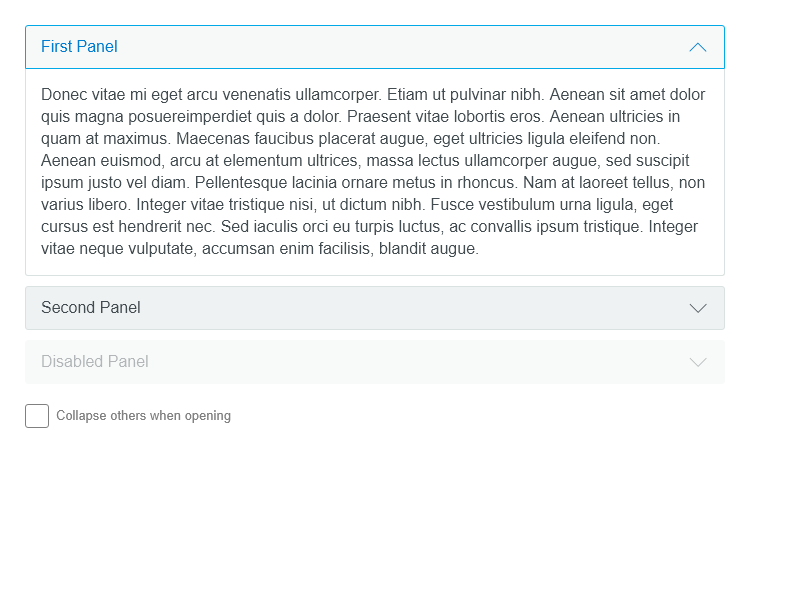 First Panel
Donec vitae mi eget arcu venenatis ullamcorper. Etiam ut pulvinar nibh. Aenean sit amet dolor
quis magna posuereimperdiet quis a dolor. Praesent vitae lobortis eros. Aenean ultricies in
quam at maximus. Maecenas faucibus placerat augue, eget ultricies ligula eleifend non.
Aenean euismod, arcu at elementum ultrices, massa lectus ullamcorper augue, sed suscipit
ipsum justo vel diam. Pellentesque lacinia ornare metus in rhoncus. Nam at laoreet tellus, non
varius libero. Integer vitae tristique nisi, ut dictum nibh. Fusce vestibulum urna ligula, eget
cursus est hendrerit nec. Sed iaculis orci eu turpis luctus, ac convallis ipsum tristique. Integer
vitae neque vulputate, accumsan enim facilisis, blandit augue.
Second Panel
Disabled Panel
Collapse others when opening